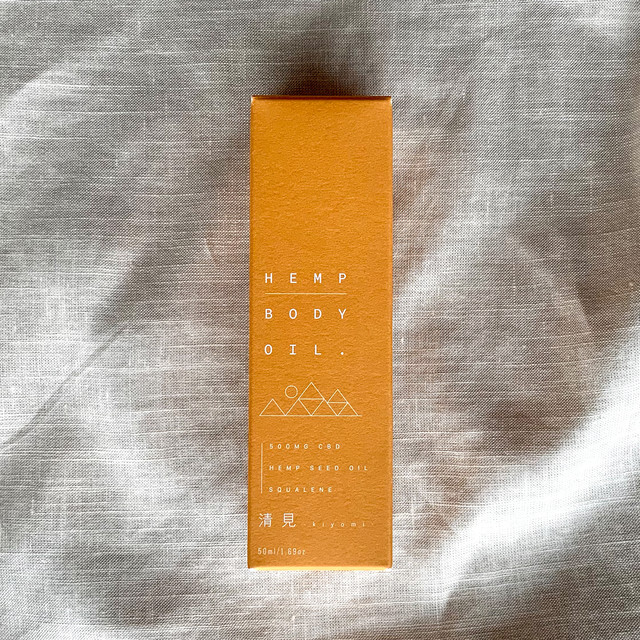 HEMP
BODY
OIL.
500MG CBD
HEMP SEED OIL
SQUALENE
清見 - kiyomi
50ml/1.69oz